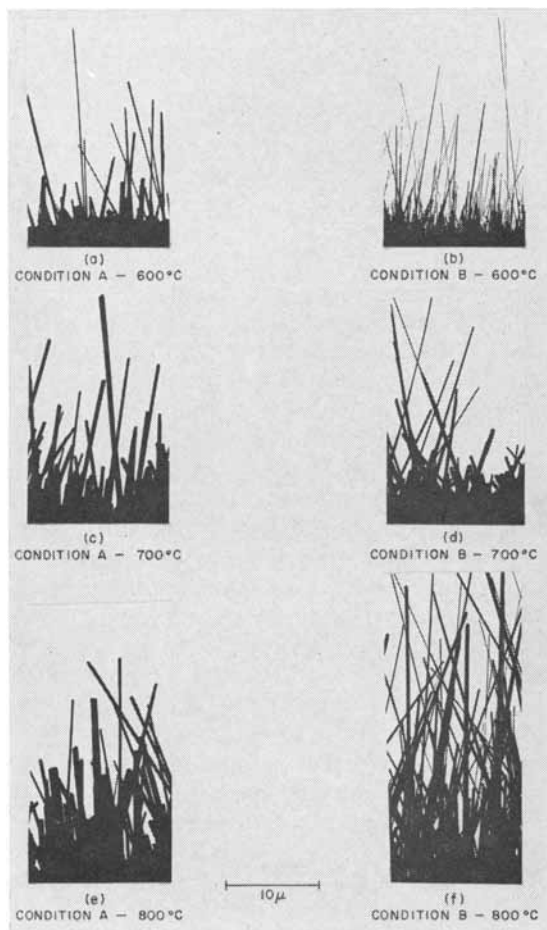 (a)
CONDITION A - 600°C
(b)
CONDITION B - 600°C
(c)
CONDITION A - 700°C
(d)
CONDITION B - 700°C
10μ
(e)
CONDITION A - 800°C
(f)
CONDITION B - 800°C